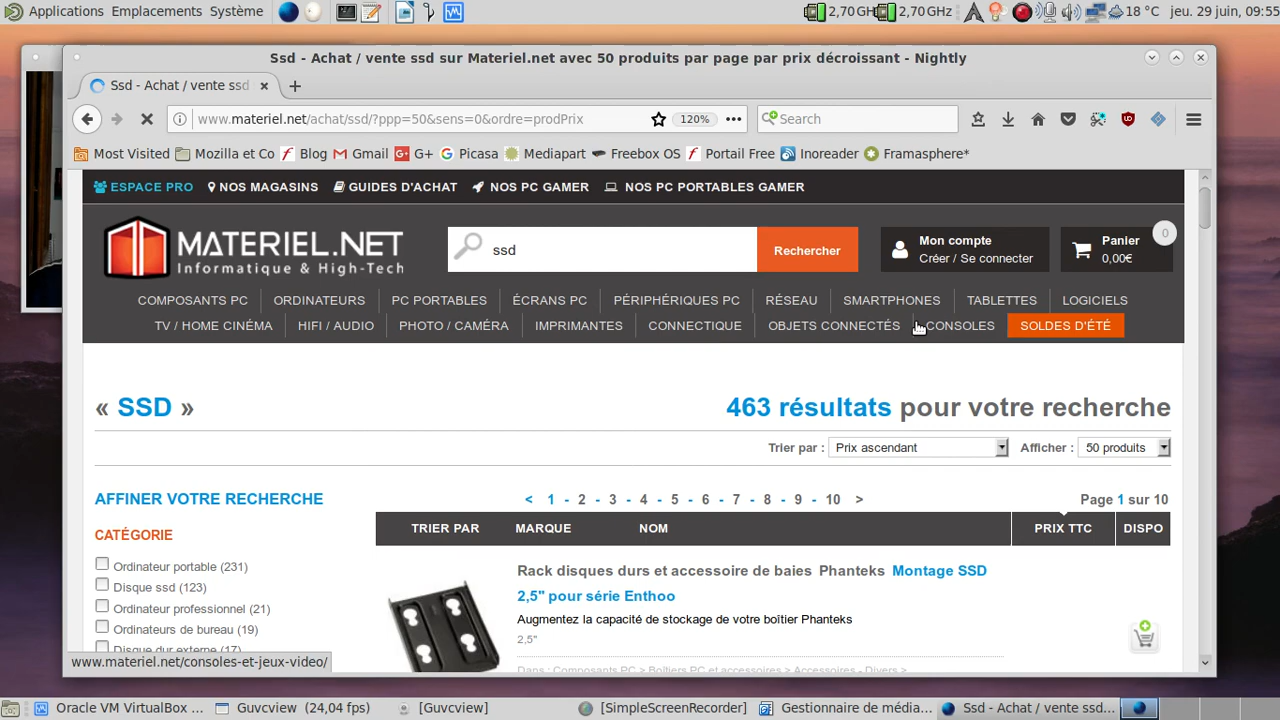 Applications Emplacements Système 2,70 GH 2,70 GHz 18 °C jeu. 29 juin, 09:55
Ssd - Achat / vente ssd sur Materiel.net avec 50 produits par page par prix décroissant - Nightly
Ssd - Achat / vente ssd
www.materiel.net/achat/ssd/?ppp=50&sens=0&ordre=prodPrix 120% Search
Most Visited Mozilla et Co Blog Gmail G+ Picasa Mediapart Freebox OS Portail Free Inoreader Framasphere*
ESPACE PRO NOS MAGASINS GUIDES D'ACHAT NOS PC GAMER NOS PC PORTABLES GAMER
MATERIEL.NET
Informatique & High-Tech
ssd Rechercher
Mon compte
Créer / Se connecter
Panier 0
0,00€
COMPOSANTS PC ORDINATEURS PC PORTABLES ÉCRANS PC PÉRIPHÉRIQUES PC RÉSEAU SMARTPHONES TABLETTES LOGICIELS
TV / HOME CINÉMA HIFI / AUDIO PHOTO / CAMÉRA IMPRIMANTES CONNECTIQUE OBJETS CONNECTÉS CONSOLES SOLDES D'ÉTÉ
« SSD » 463 résultats pour votre recherche
Trier par : Prix ascendant Afficher : 50 produits
AFFINER VOTRE RECHERCHE
< 1 - 2 - 3 - 4 - 5 - 6 - 7 - 8 - 9 - 10 > Page 1 sur 10
CATÉGORIE
TRIER PAR MARQUE NOM PRIX TTC DISPO
Ordinateur portable (231)
Disque ssd (123)
Ordinateur professionnel (21)
Ordinateurs de bureau (19)
Disque dur externe (17)
Rack disques durs et accessoire de baies Phanteks Montage SSD
2,5" pour série Enthoo
Augmentez la capacité de stockage de votre boîtier Phanteks
2,5"
Dans : Composants PC > Boîtiers PC et accessoires > Accessoires - Divers >
www.materiel.net/consoles-et-jeux-video/
Oracle VM VirtualBox ... Guvcview (24,04 fps) [Guvcview] [SimpleScreenRecorder] Gestionnaire de média... Ssd - Achat / vente ssd...